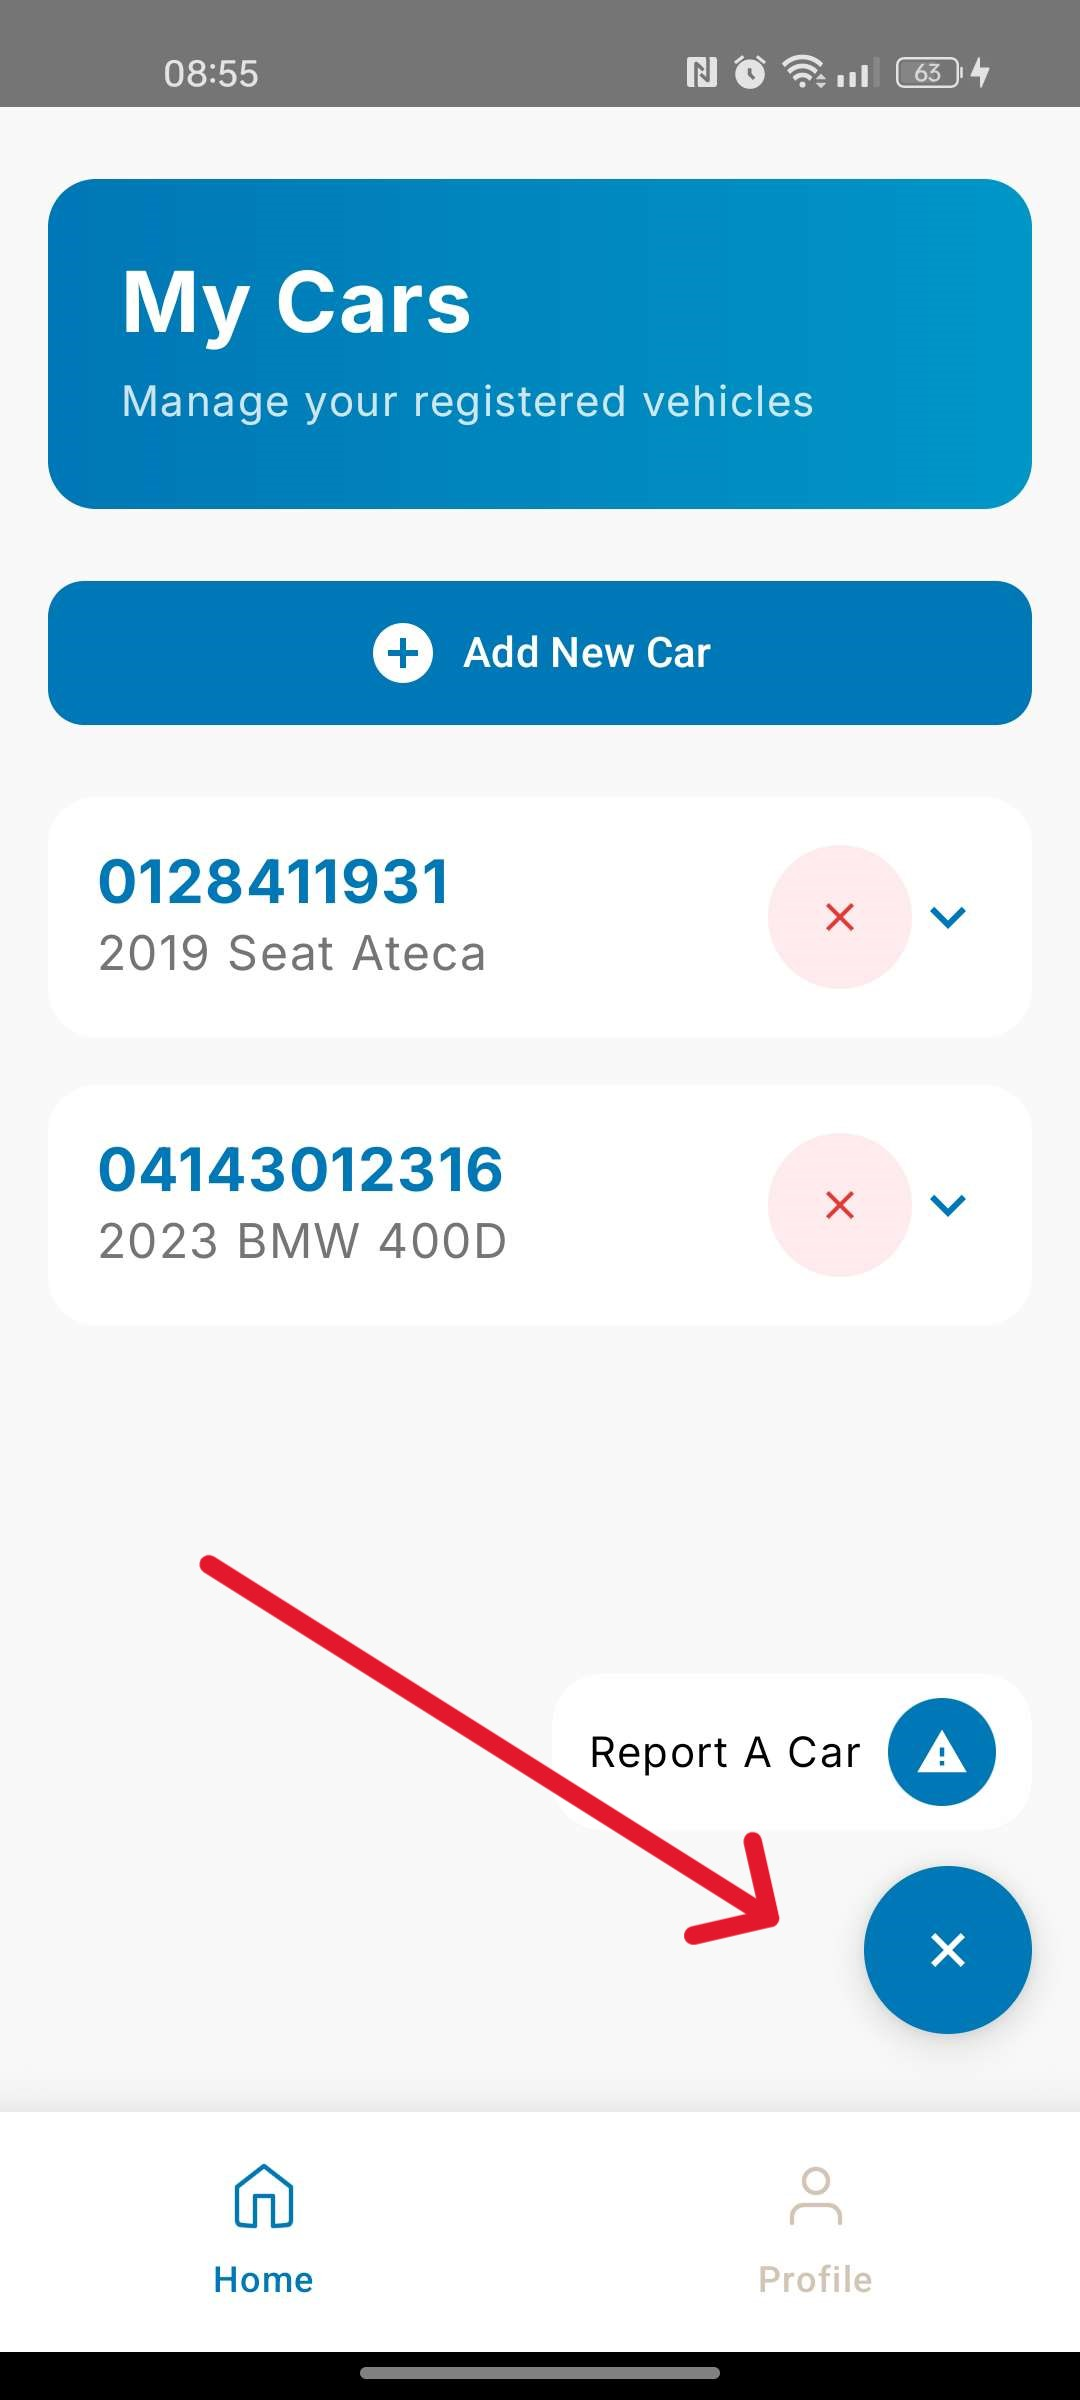 08:55
63
My Cars
Manage your registered vehicles
Add New Car
0128411931
2019 Seat Ateca
04143012316
2023 BMW 400D
Report A Car
Home
Profile